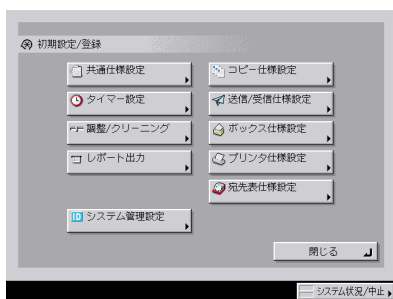 初期設定/登録
共通仕様設定
コピー仕様設定
タイマー設定
送信/受信仕様設定
調整/クリーニング
ボックス仕様設定
レポート出力
プリンタ仕様設定
宛先表仕様設定
ID システム管理設定
閉じる
システム状況/中止